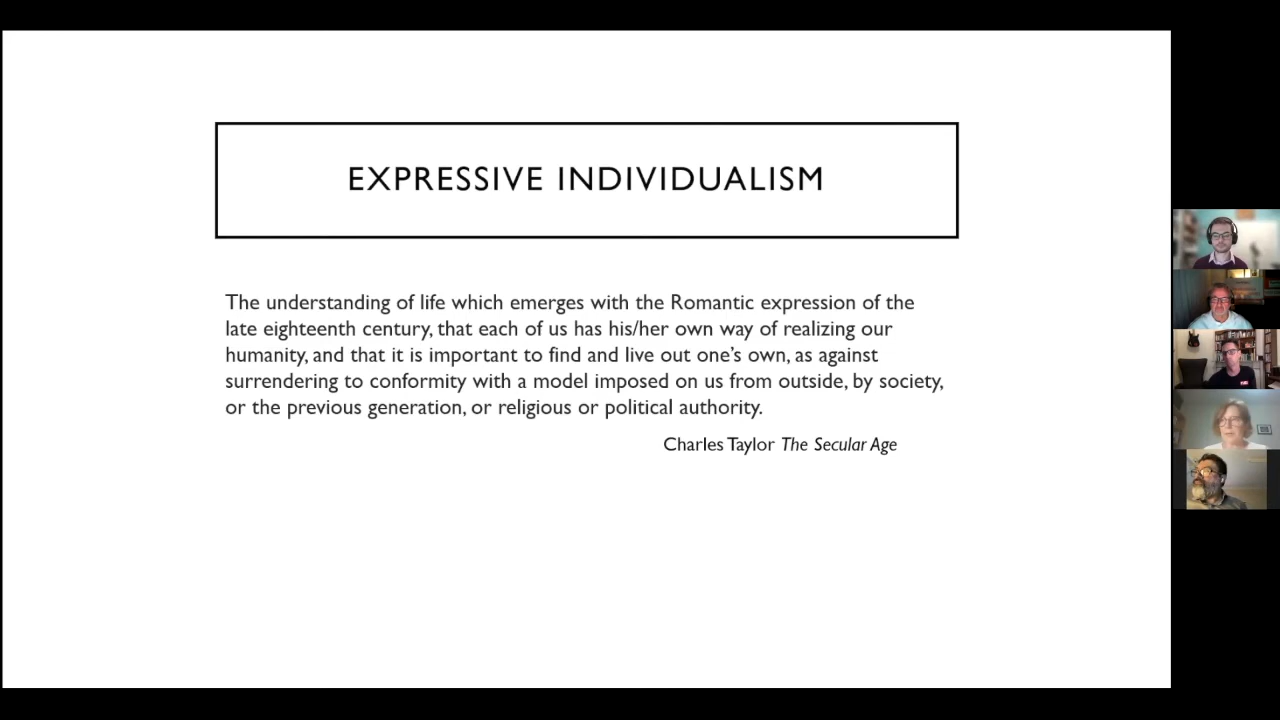 EXPRESSIVE INDIVIDUALISM
The understanding of life which emerges with the Romantic expression of the
late eighteenth century, that each of us has his/her own way of realizing our
humanity, and that it is important to find and live out one's own, as against
surrendering to conformity with a model imposed on us from outside, by society,
or the previous generation, or religious or political authority.
Charles Taylor The Secular Age